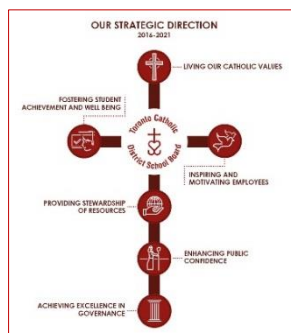 OUR STRATEGIC DIRECTION
2016-2021
LIVING OUR CATHOLIC VALUES
FOSTERING STUDENT
ACHIEVEMENT AND WELL BEING
Toronto Catholic
District School Board
INSPIRING AND
MOTIVATING EMPLOYEES
PROVIDING STEWARDSHIP
OF RESOURCES
ENHANCING PUBLIC
CONFIDENCE
ACHIEVING EXCELLENCE IN
GOVERNANCE